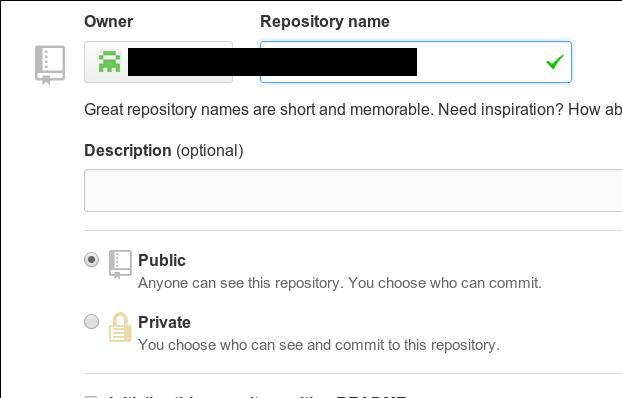 Owner Repository name
Great repository names are short and memorable. Need inspiration? How ab
Description (optional)
Public
Anyone can see this repository. You choose who can commit.
Private
You choose who can see and commit to this repository.